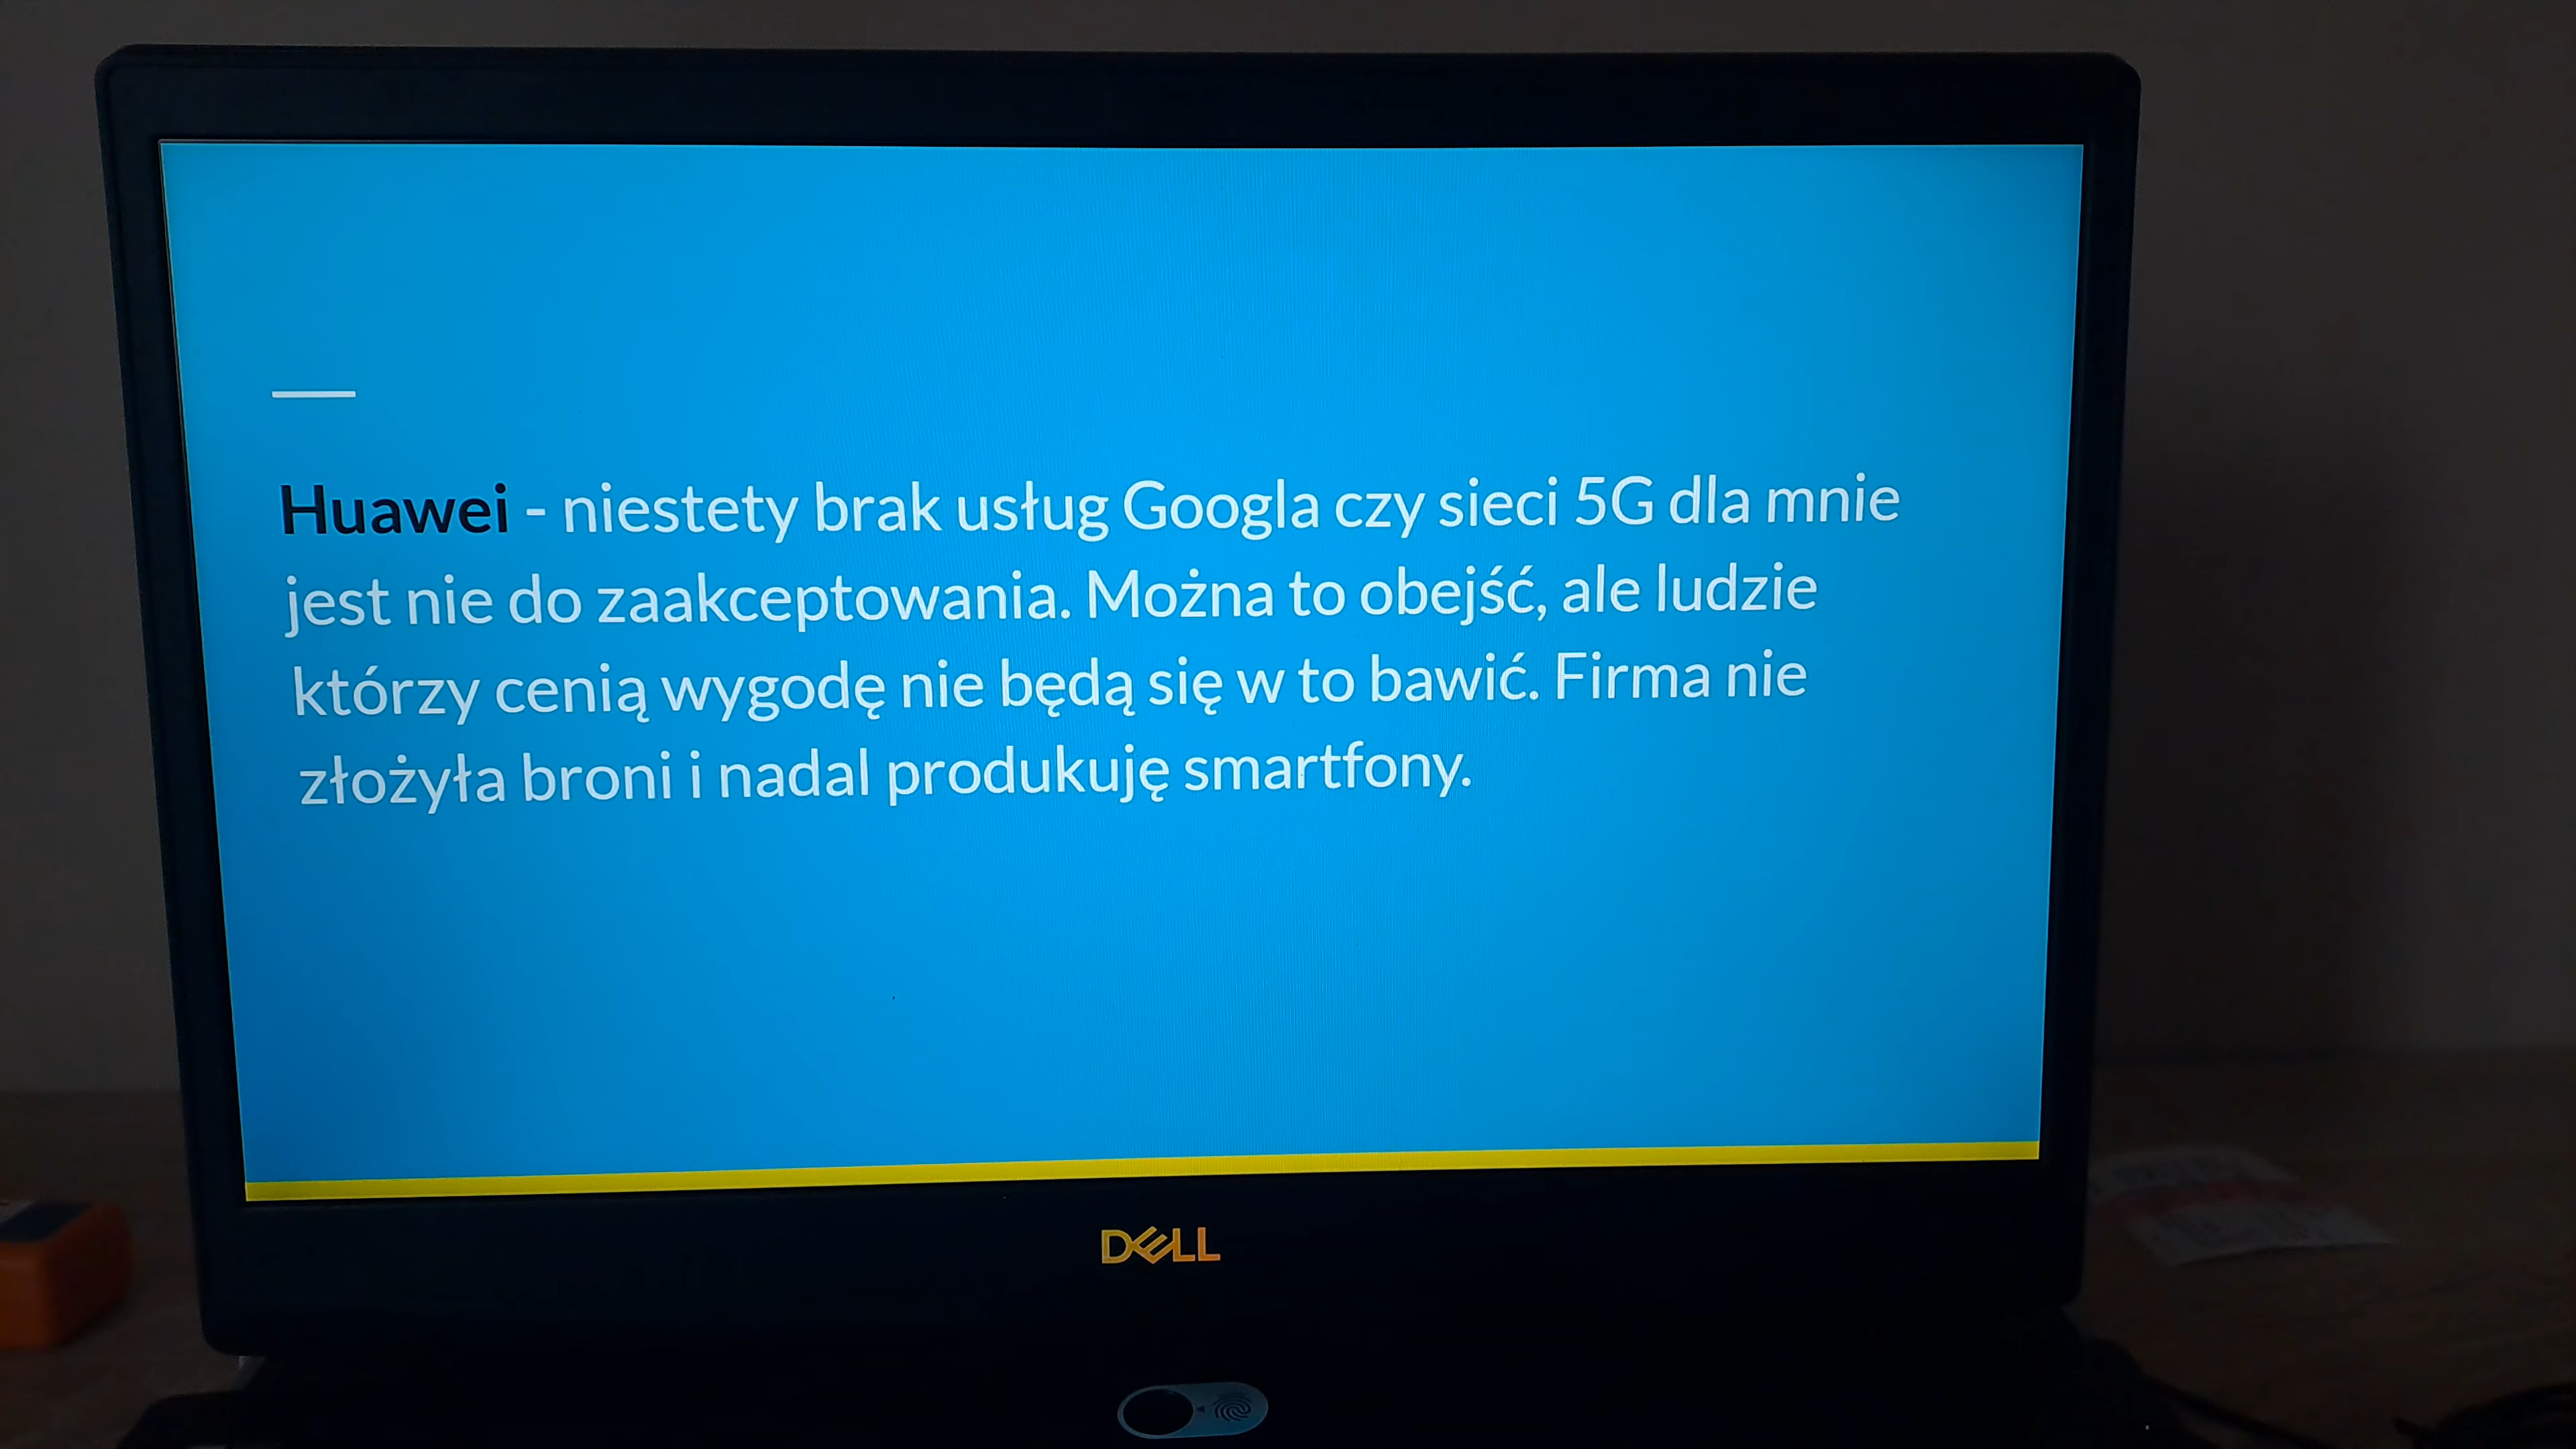 Huawei - niestety brak usług Googla czy sieci 5G dla mnie
jest nie do zaakceptowania. Można to obejść, ale ludzie
którzy cenią wygodę nie będą się w to bawić. Firma nie
złożyła broni i nadal produkuję smartfony.
DELL